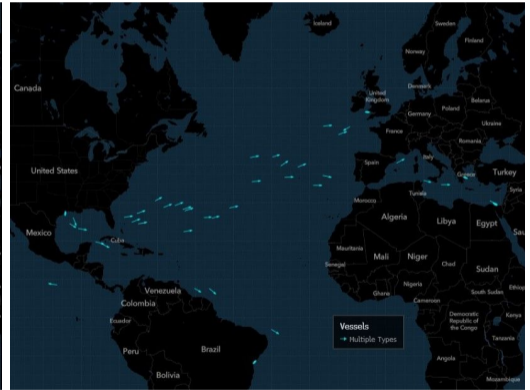 Iceland
Sweden
Norway
Finland
Canada
United
Kingdom
Denmark
Belarus
Poland
Germany
Ukraine
France
Romania
Italy
Spain
Greece
Turkey
United States
Tunisia
Syria
Morocco
Algeria
Libya
Egypt
Mexico
Cuba
Mauritania
Mali
Niger
Senegal
Chad
Sudan
Venezuela
Nigeria
South Sudan
Ghana
Cameroon
Colombia
Ecuador
Democratic
Republic of
the Congo
Kenya
Vessels
Multiple Types
Tanzania
Peru
Brazil
Angola
Bolivia
Mozambique